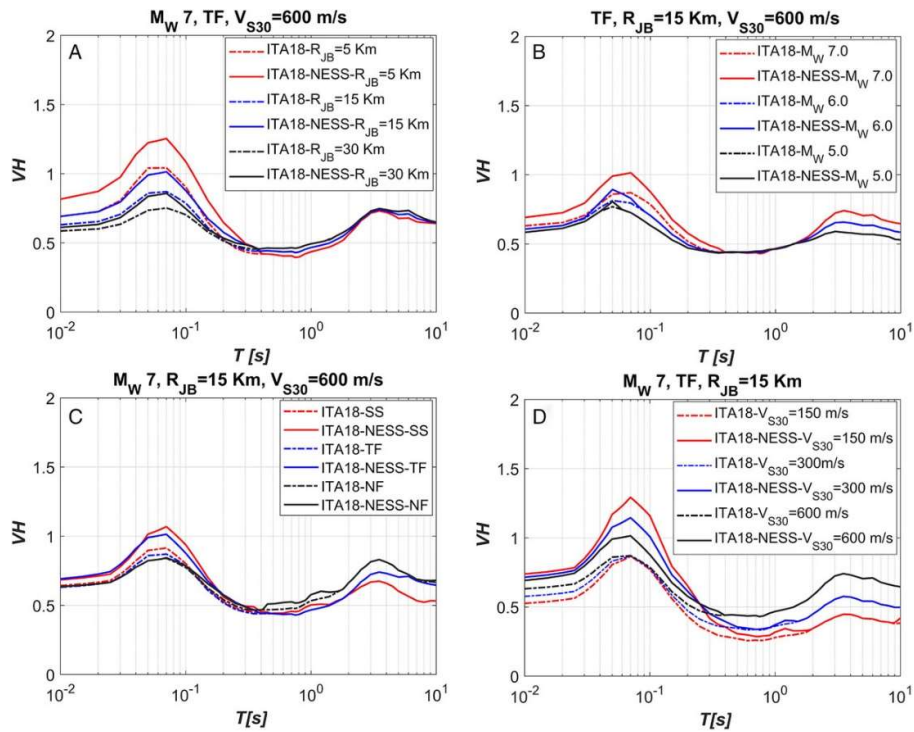 M_W 7, TF, V_S30=600 m/s
A
ITA18-R_JB=5 Km
ITA18-NESS-R_JB=5 Km
ITA18-R_JB=15 Km
ITA18-NESS-R_JB=15 Km
ITA18-R_JB=30 Km
ITA18-NESS-R_JB=30 Km
2
1.5
1
0.5
0
VH
10^-2
10^-1
10^0
10^1
T [s]
TF, R_JB=15 Km, V_S30=600 m/s
B
ITA18-M_W 7.0
ITA18-NESS-M_W 7.0
ITA18-M_W 6.0
ITA18-NESS-M_W 6.0
ITA18-M_W 5.0
ITA18-NESS-M_W 5.0
2
1.5
1
0.5
0
VH
10^-2
10^-1
10^0
10^1
T [s]
M_W 7, R_JB=15 Km, V_S30=600 m/s
C
ITA18-SS
ITA18-NESS-SS
ITA18-TF
ITA18-NESS-TF
ITA18-NF
ITA18-NESS-NF
2
1.5
1
0.5
0
VH
10^-2
10^-1
10^0
10^1
T[s]
M_W 7, TF, R_JB=15 Km
D
ITA18-V_S30=150 m/s
ITA18-NESS-V_S30=150 m/s
ITA18-V_S30=300m/s
ITA18-NESS-V_S30=300 m/s
ITA18-V_S30=600 m/s
ITA18-NESS-V_S30=600 m/s
2
1.5
1
0.5
0
VH
10^-2
10^-1
10^0
10^1
T[s]